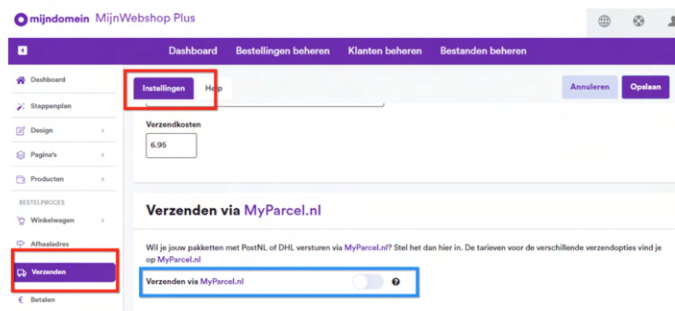 mijndomein MijnWebshop Plus
Dashboard Bestellingen beheren Klanten beheren Bestanden beheren
Dashboard
Instellingen Help
Annuleren Opslaan
Stappenplan
Verzendkosten
Design
6.95
Pagina's
Producten
BESTELPROCES
Winkelwagen
Verzenden via MyParcel.nl
Afhaaladres
Wil je jouw pakketten met PostNL of DHL versturen via MyParcel.nl? Stel het dan hier in. De tarieven voor de verschillende verzendopties vind je
op MyParcel.nl
Verzenden
Verzenden via MyParcel.nl
Betalen